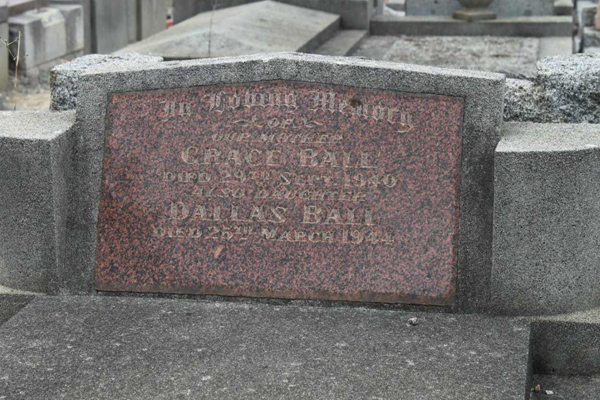 In Loving Memory
OF
OUR MOTHER
GRACE BALL
DIED 29TH SEPT. 1940
ALSO DAUGHTER
DALLAS BALL
DIED 25TH MARCH 1944